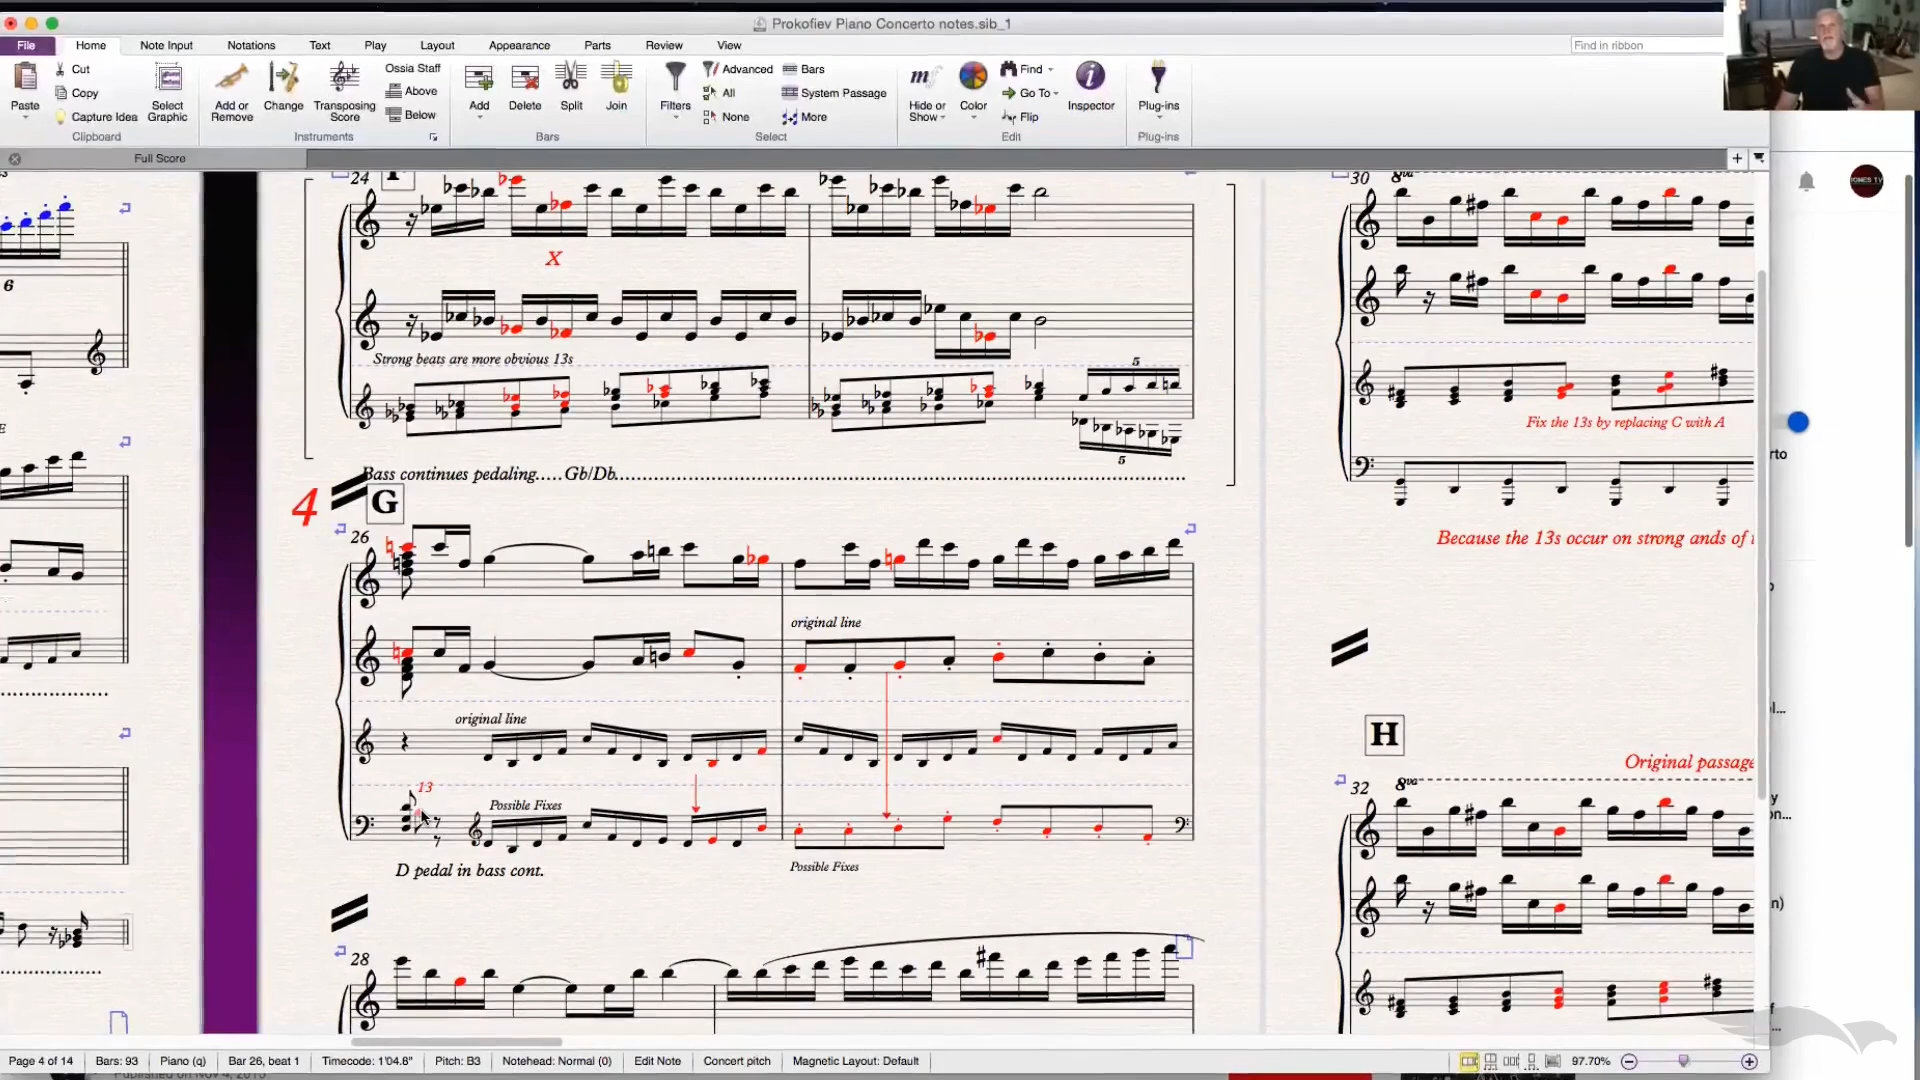 Prokofiev Piano Concerto notes.sib_1
File Home Note Input Notations Text Play Layout Appearance Parts Review View Find in ribbon
Paste Cut Copy Capture Idea Select Graphic Clipboard
Add or Remove Change Transposing Score Ossia Staff Above Below Instruments
Add Delete Split Join Bars
Filters Advanced All None Bars System Passage More Select
Hide or Show Color Find Go To Flip Inspector Edit
Plug-ins Plug-ins
Full Score
24
X
Strong beats are more obvious 13s
5
5
Bass continues pedaling.....Gb/Db
4
G
26
original line
original line
13
Possible Fixes
D pedal in bass cont.
Possible Fixes
28
6
30 8va
Fix the 13s by replacing C with A
Because the 13s occur on strong ands of
H
Original passage
32 8va
rto
Page 4 of 14 Bars: 93 Piano (q) Bar 26, beat 1 Timecode: 1'04.8" Pitch: B3 Notehead: Normal (0) Edit Note Concert pitch Magnetic Layout: Default 97.70%